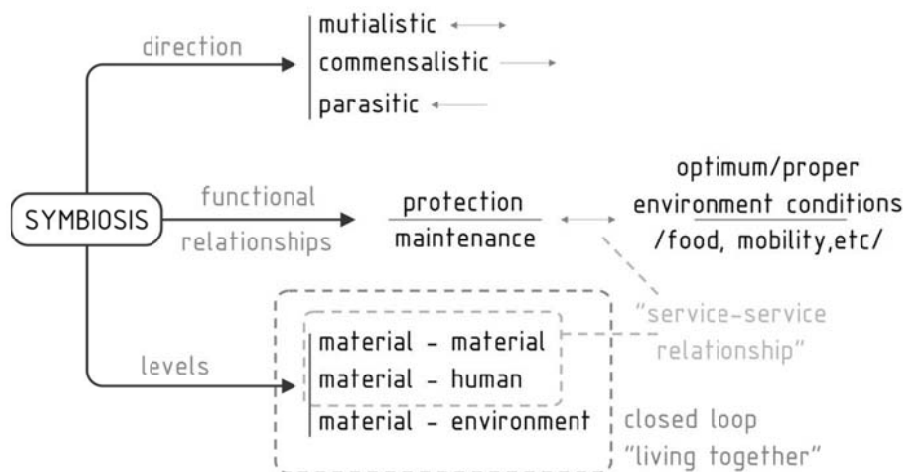 direction
mutialistic
commensalistic
parasitic
SYMBIOSIS
functional
relationships
protection
maintenance
optimum/proper
environment conditions
/food, mobility,etc/
"service-service
relationship"
levels
material - material
material - human
material - environment
closed loop
"living together"